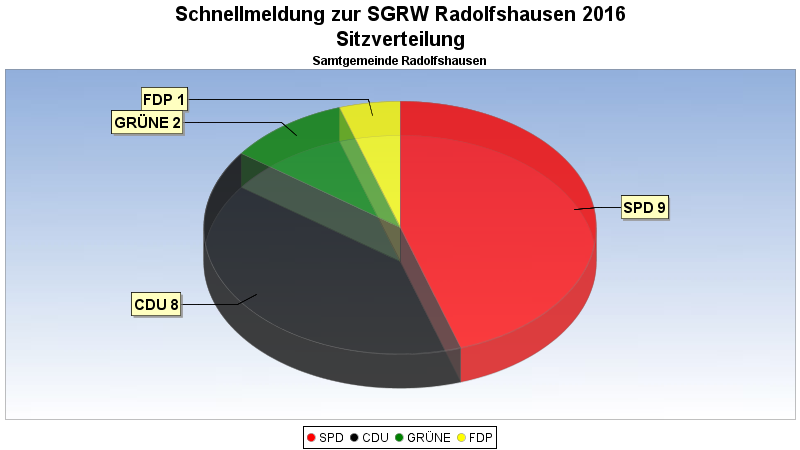 Schnellmeldung zur SGRW Radolfshausen 2016
Sitzverteilung
Samtgemeinde Radolfshausen
FDP 1
GRÜNE 2
SPD 9
CDU 8
SPD CDU GRÜNE FDP